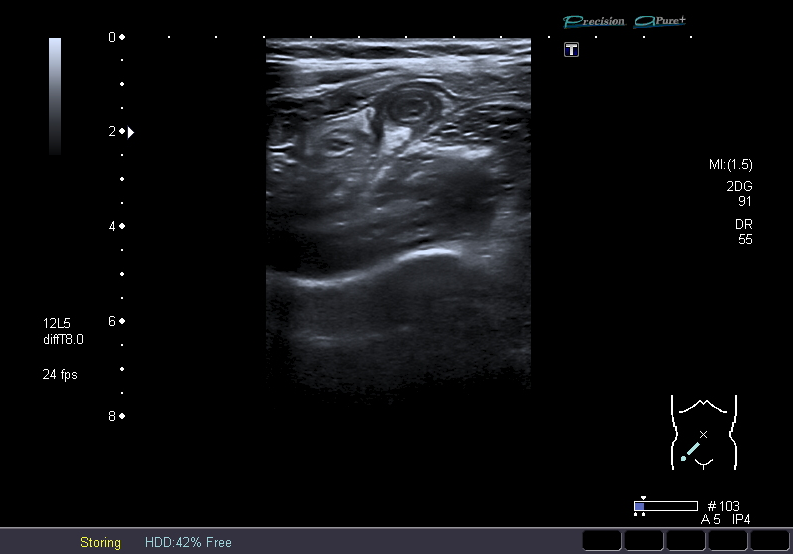 Precision APure+
T
0
2
4
6
8
MI:(1.5)
2DG
91
DR
55
12L5
diffT8.0
24 fps
#103
A 5 IP4
Storing HDD:42% Free